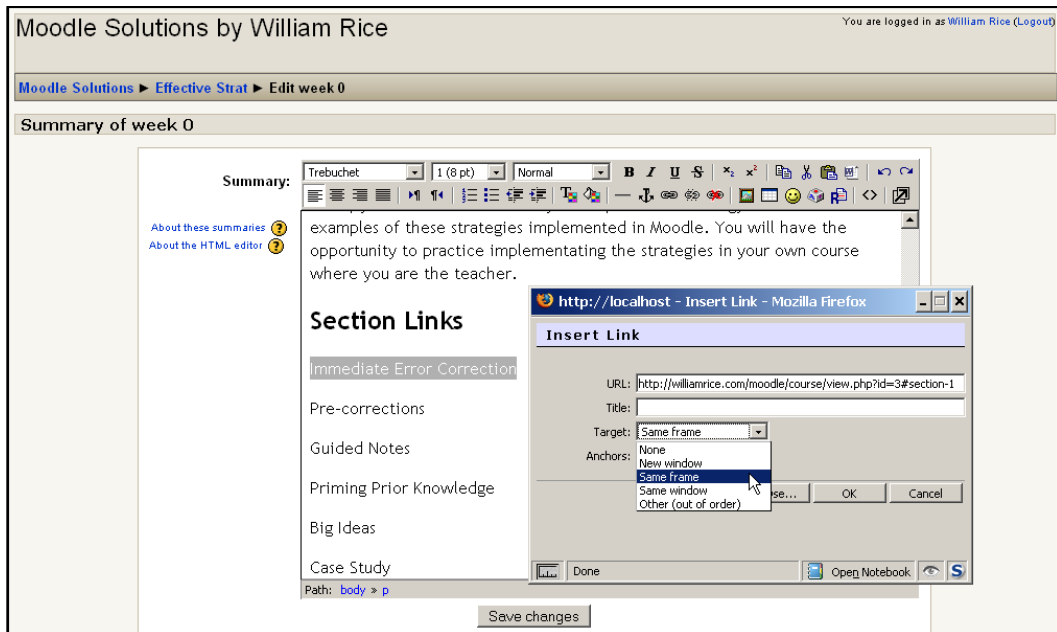 Moodle Solutions by William Rice
You are logged in as William Rice (Logout)
Moodle Solutions ► Effective Strat ► Edit week 0
Summary of week 0
Summary:
Trebuchet 1 (8 pt) Normal B I U S
About these summaries
About the HTML editor
examples of these strategies implemented in Moodle. You will have the
opportunity to practice implementating the strategies in your own course
where you are the teacher.
Section Links
Immediate Error Correction
Pre-corrections
Guided Notes
Priming Prior Knowledge
Big Ideas
Case Study
Path: body » p
Save changes
http://localhost - Insert Link - Mozilla Firefox
Insert Link
URL: http://williamrice.com/moodle/course/view.php?id=3#section-1
Title:
Target: Same frame
Anchors:
None
New window
Same frame
Same window
Other (out of order)
OK Cancel
Done Open Notebook